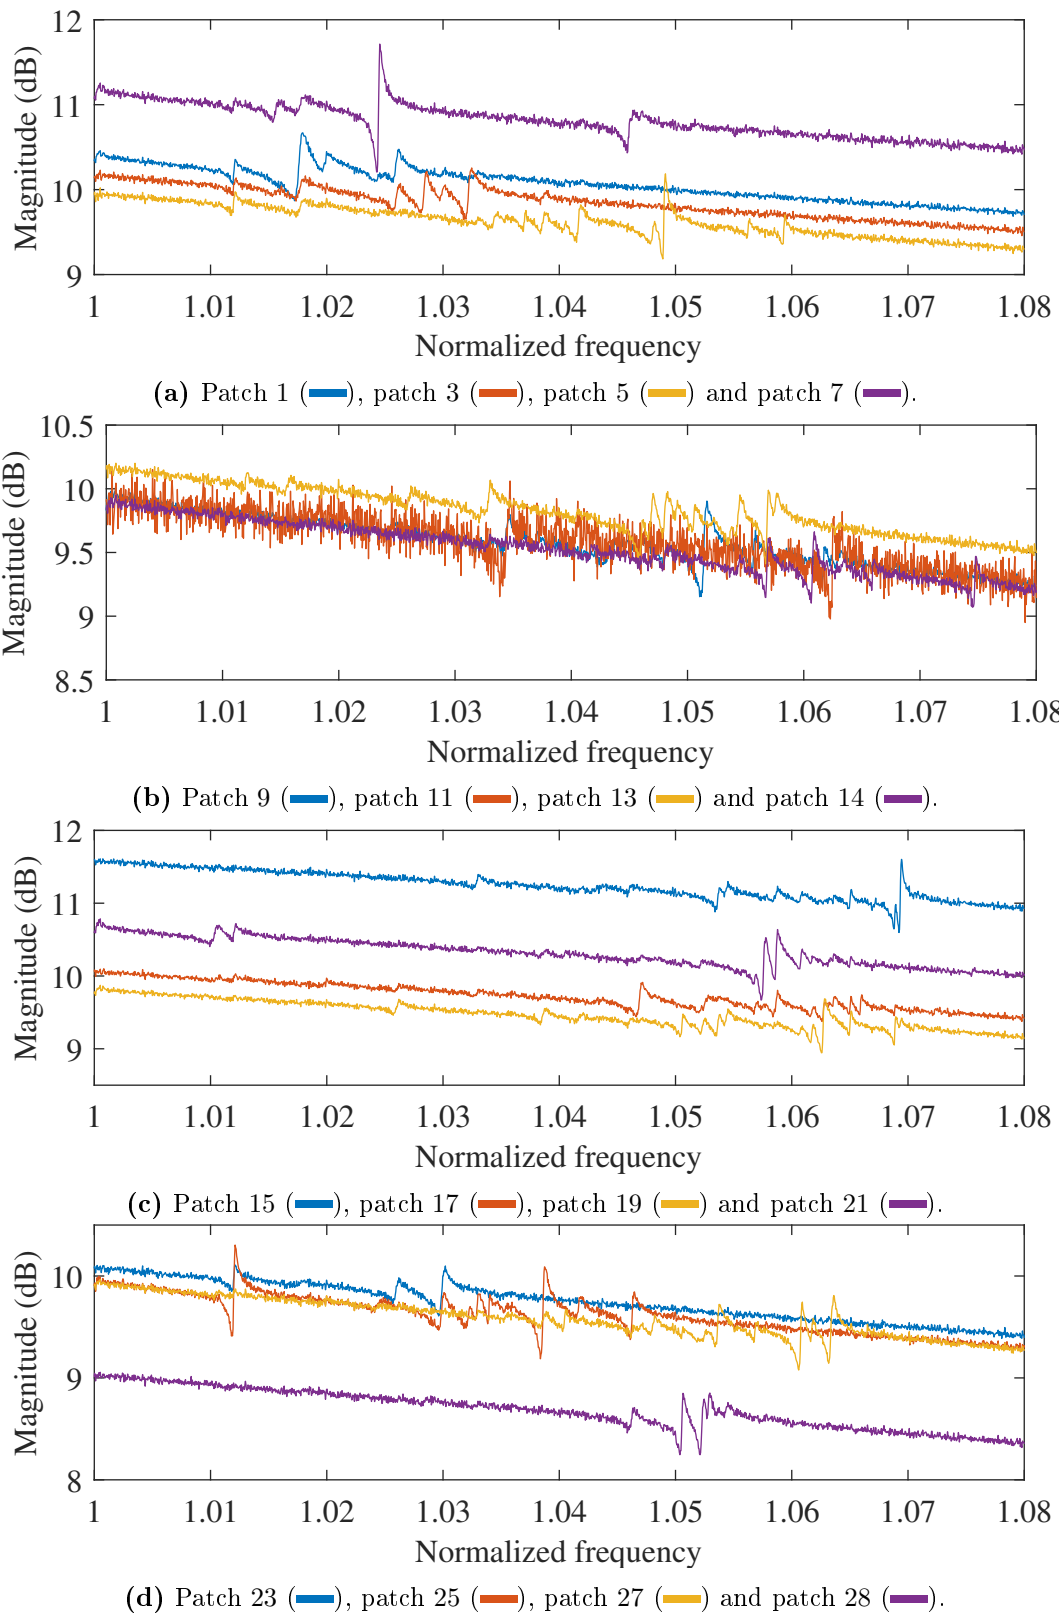 12
11
10
9
Magnitude (dB)
1 1.01 1.02 1.03 1.04 1.05 1.06 1.07 1.08
Normalized frequency
(a) Patch 1 ( ), patch 3 ( ), patch 5 ( ) and patch 7 ( ).
10.5
10
9.5
9
8.5
Magnitude (dB)
1 1.01 1.02 1.03 1.04 1.05 1.06 1.07 1.08
Normalized frequency
(b) Patch 9 ( ), patch 11 ( ), patch 13 ( ) and patch 14 ( ).
12
11
10
9
Magnitude (dB)
1 1.01 1.02 1.03 1.04 1.05 1.06 1.07 1.08
Normalized frequency
(c) Patch 15 ( ), patch 17 ( ), patch 19 ( ) and patch 21 ( ).
10
9
8
Magnitude (dB)
1 1.01 1.02 1.03 1.04 1.05 1.06 1.07 1.08
Normalized frequency
(d) Patch 23 ( ), patch 25 ( ), patch 27 ( ) and patch 28 ( ).